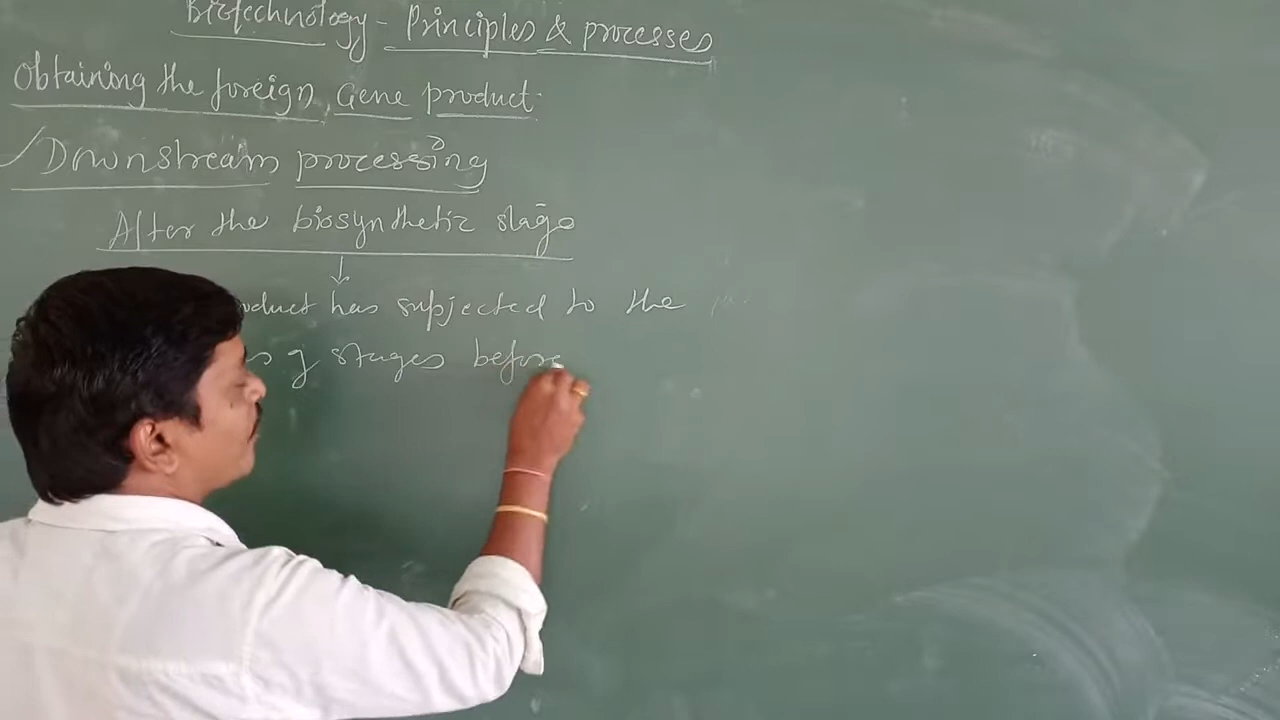 Biotechnology - Principles & processes
Obtaining the foreign Gene product.
Downstream processing
After the biosynthetic stage
has subjected to the
stages before